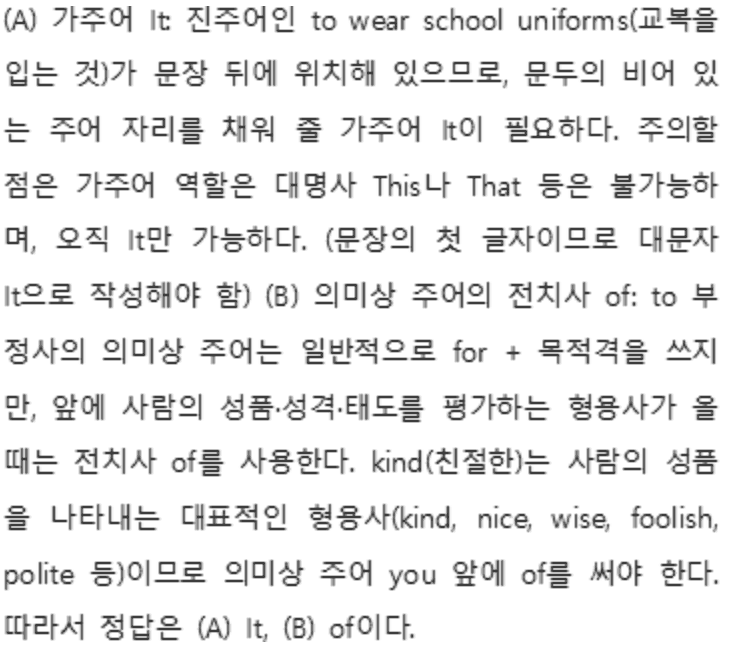 (A) 가주어 It: 진주어인 to wear school uniforms(교복을
입는 것)가 문장 뒤에 위치해 있으므로, 문두의 비어 있
는 주어 자리를 채워 줄 가주어 It이 필요하다. 주의할
점은 가주어 역할은 대명사 This나 That 등은 불가능하
며, 오직 It만 가능하다. (문장의 첫 글자이므로 대문자
It으로 작성해야 함) (B) 의미상 주어의 전치사 of: to 부
정사의 의미상 주어는 일반적으로 for + 목적격을 쓰지
만, 앞에 사람의 성품·성격·태도를 평가하는 형용사가 올
때는 전치사 of를 사용한다. kind(친절한)는 사람의 성품
을 나타내는 대표적인 형용사(kind, nice, wise, foolish,
polite 등)이므로 의미상 주어 you 앞에 of를 써야 한다.
따라서 정답은 (A) It, (B) of이다.